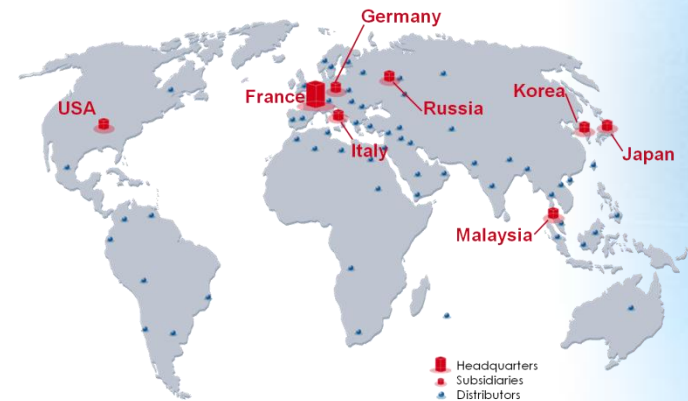 Germany
USA
France
Russia
Korea
Italy
Japan
Malaysia
Headquarters
Subsidiaries
Distributors